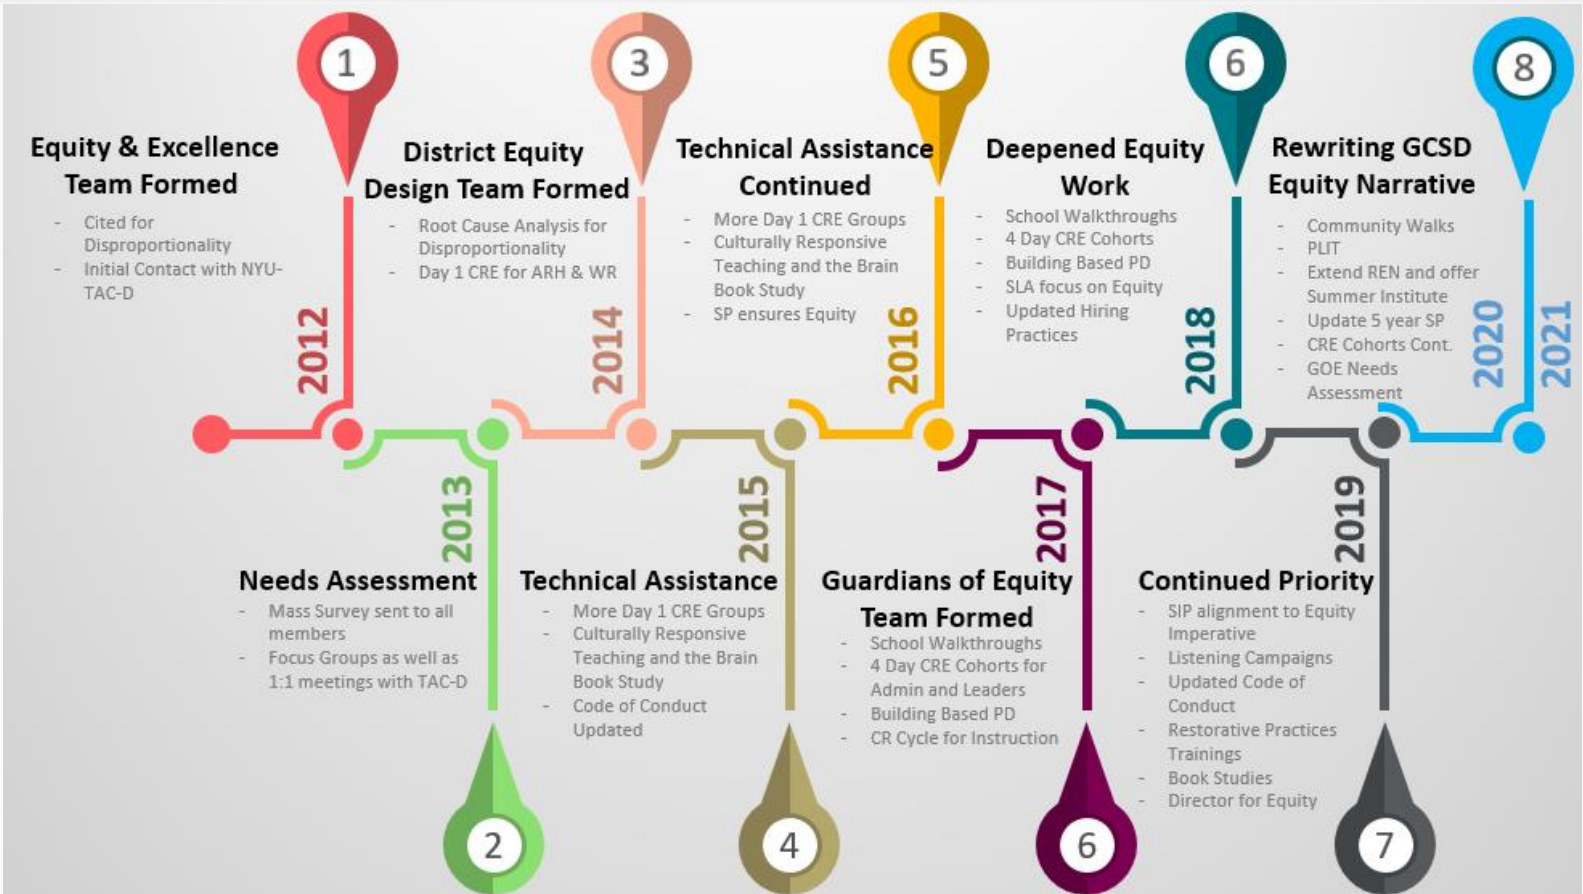 1
Equity & Excellence
Team Formed
- Cited for
Disproportionality
- Initial Contact with NYU-
TAC-D
2012
3
District Equity
Design Team Formed
- Root Cause Analysis for
Disproportionality
- Day 1 CRE for ARH & WR
2014
5
Technical Assistance
Continued
- More Day 1 CRE Groups
- Culturally Responsive
Teaching and the Brain
Book Study
- SP ensures Equity
2016
6
Deepened Equity
Work
- School Walkthroughs
- 4 Day CRE Cohorts
- Building Based PD
- SLA focus on Equity
- Updated Hiring
Practices
2018
8
Rewriting GCSD
Equity Narrative
- Community Walks
- PLIT
- Extend REN and offer
Summer Institute
- Update 5 year SP
- CRE Cohorts Cont.
- GOE Needs
Assessment
2020
2021
2013
Needs Assessment
- Mass Survey sent to all
members
- Focus Groups as well as
1:1 meetings with TAC-D
2
2015
Technical Assistance
- More Day 1 CRE Groups
- Culturally Responsive
Teaching and the Brain
Book Study
- Code of Conduct
Updated
4
2017
Guardians of Equity
Team Formed
- School Walkthroughs
- 4 Day CRE Cohorts for
Admin and Leaders
- Building Based PD
- CR Cycle for Instruction
6
2019
Continued Priority
- SIP alignment to Equity
Imperative
- Listening Campaigns
- Updated Code of
Conduct
- Restorative Practices
Trainings
- Book Studies
- Director for Equity
7